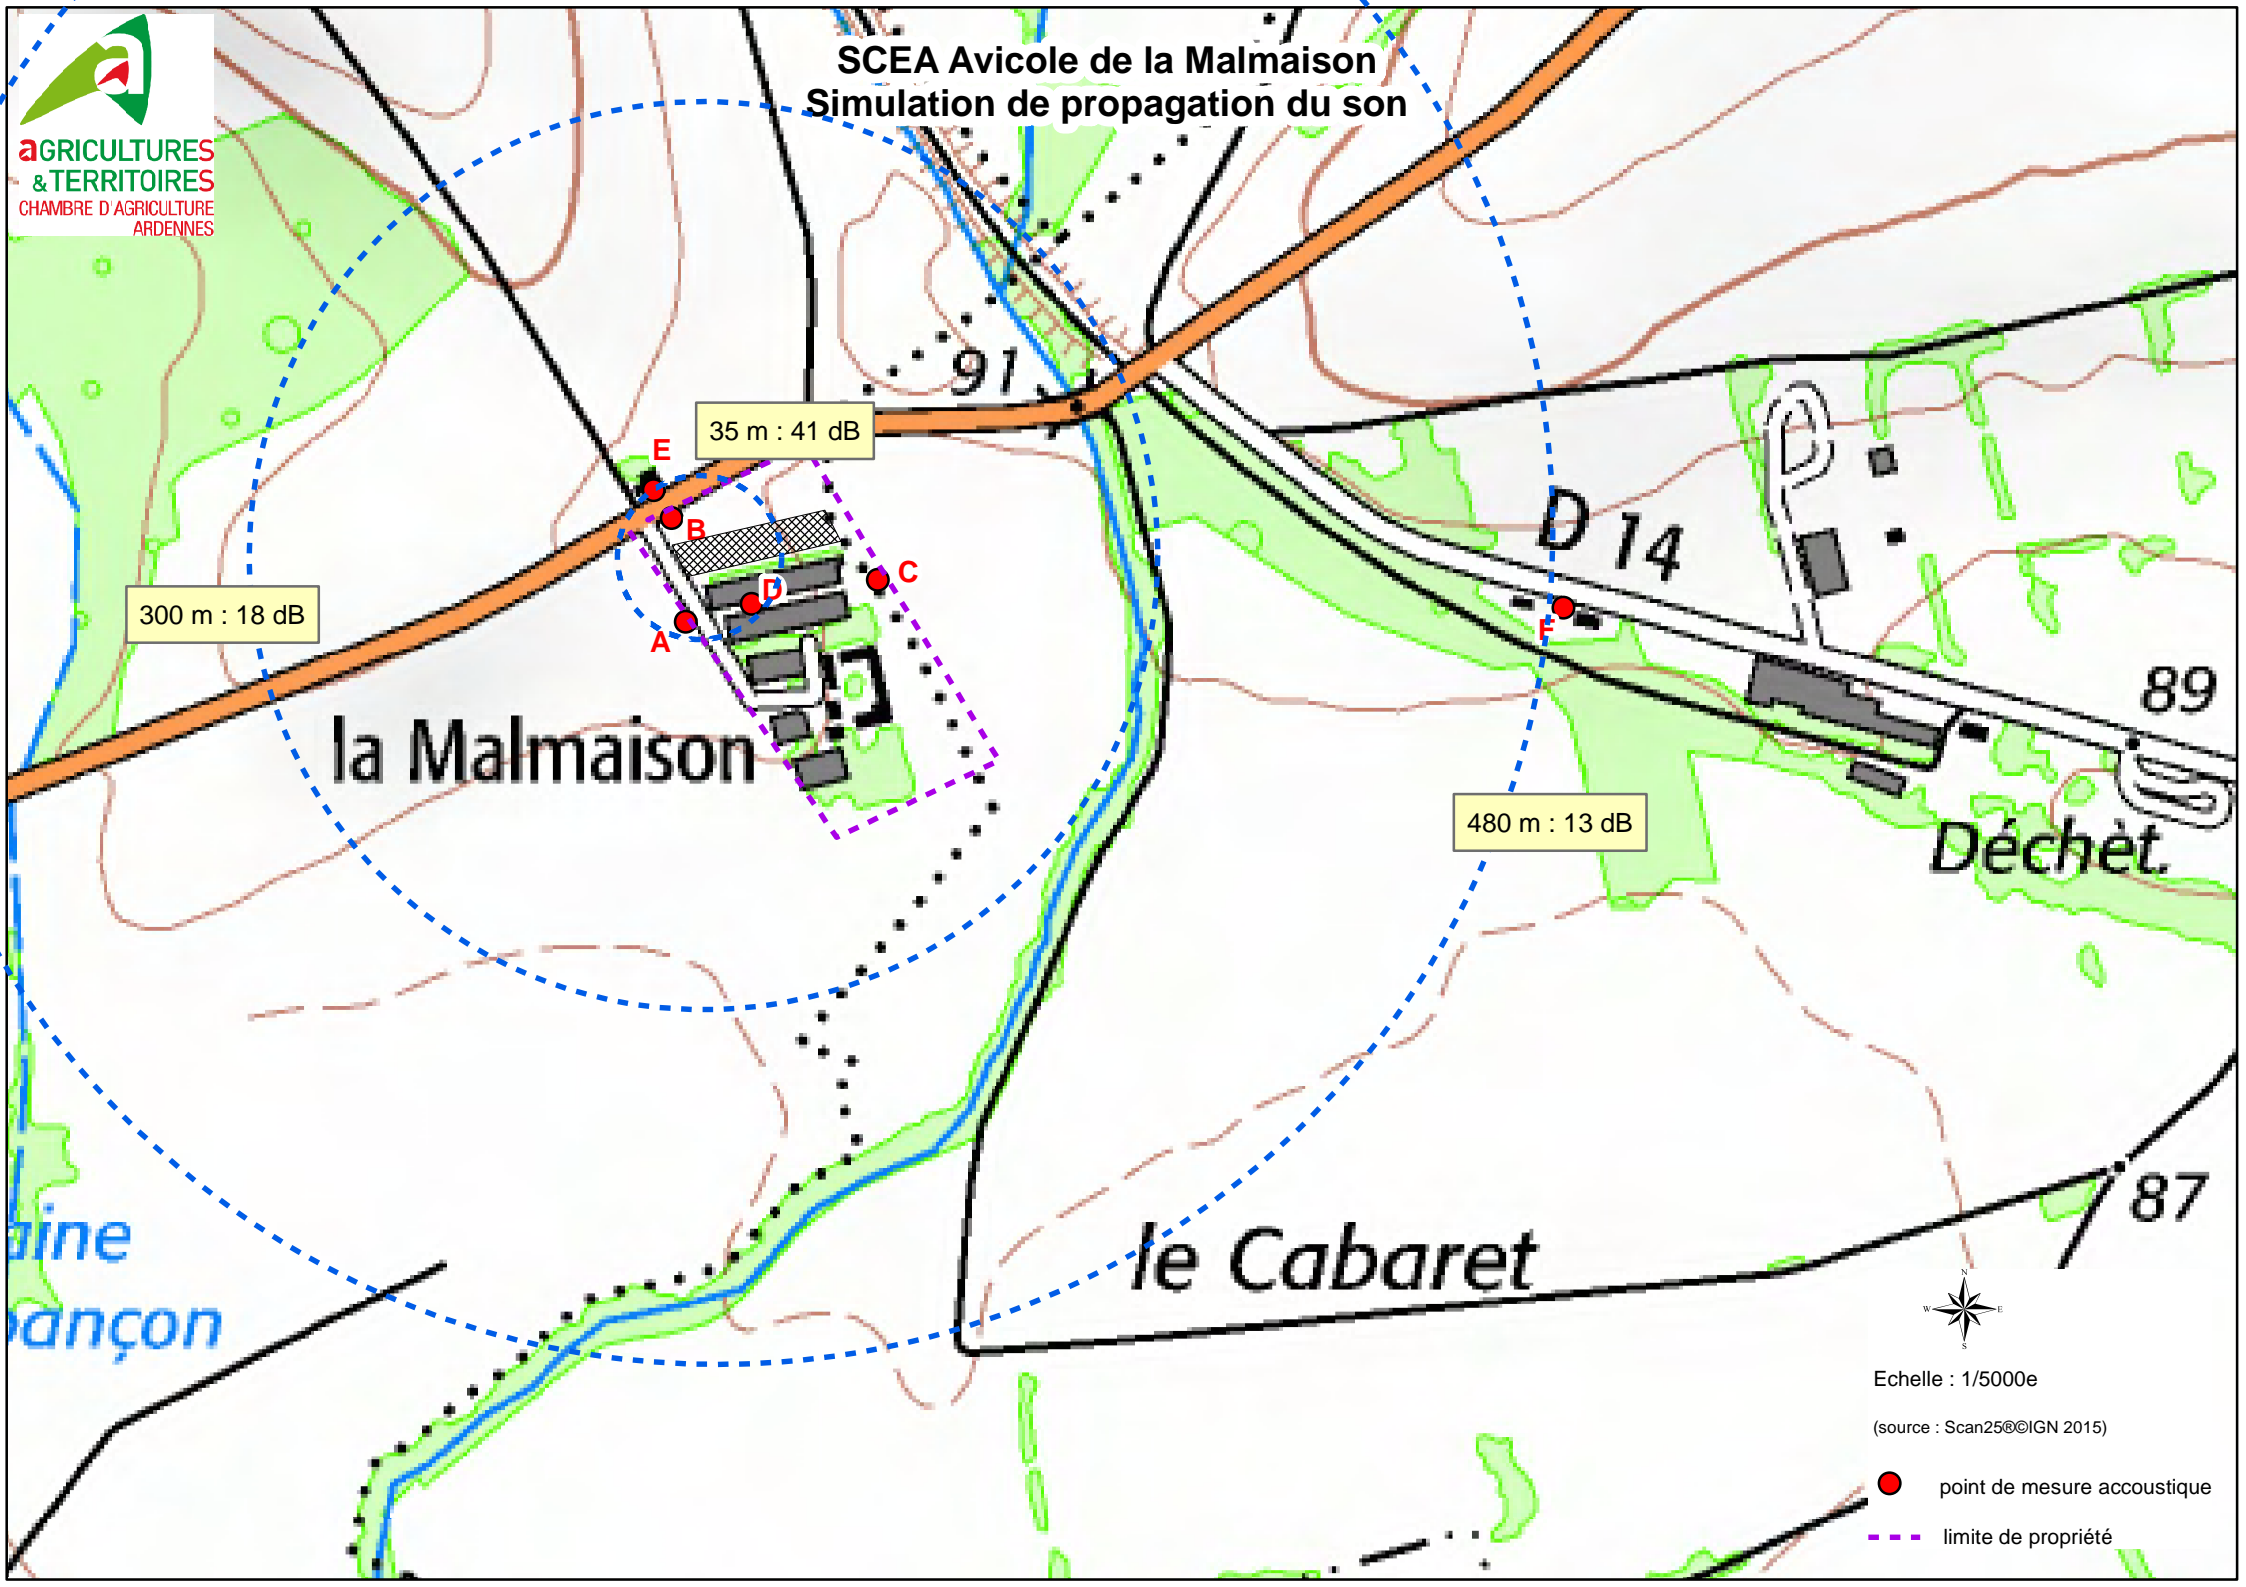 SCEA Avicole de la Malmaison
Simulation de propagation du son
aGRICULTURES
&TERRITOIRES
CHAMBRE D'AGRICULTURE
ARDENNES
91
35 m : 41 dB
E
B
D 14
C
D
300 m : 18 dB
A
F
89
la Malmaison
480 m : 13 dB
Déchèt.
87
aine
le Cabaret
ançon
N
W
E
S
Echelle : 1/5000e
(source : Scan25®©IGN 2015)
point de mesure accoustique
limite de propriété